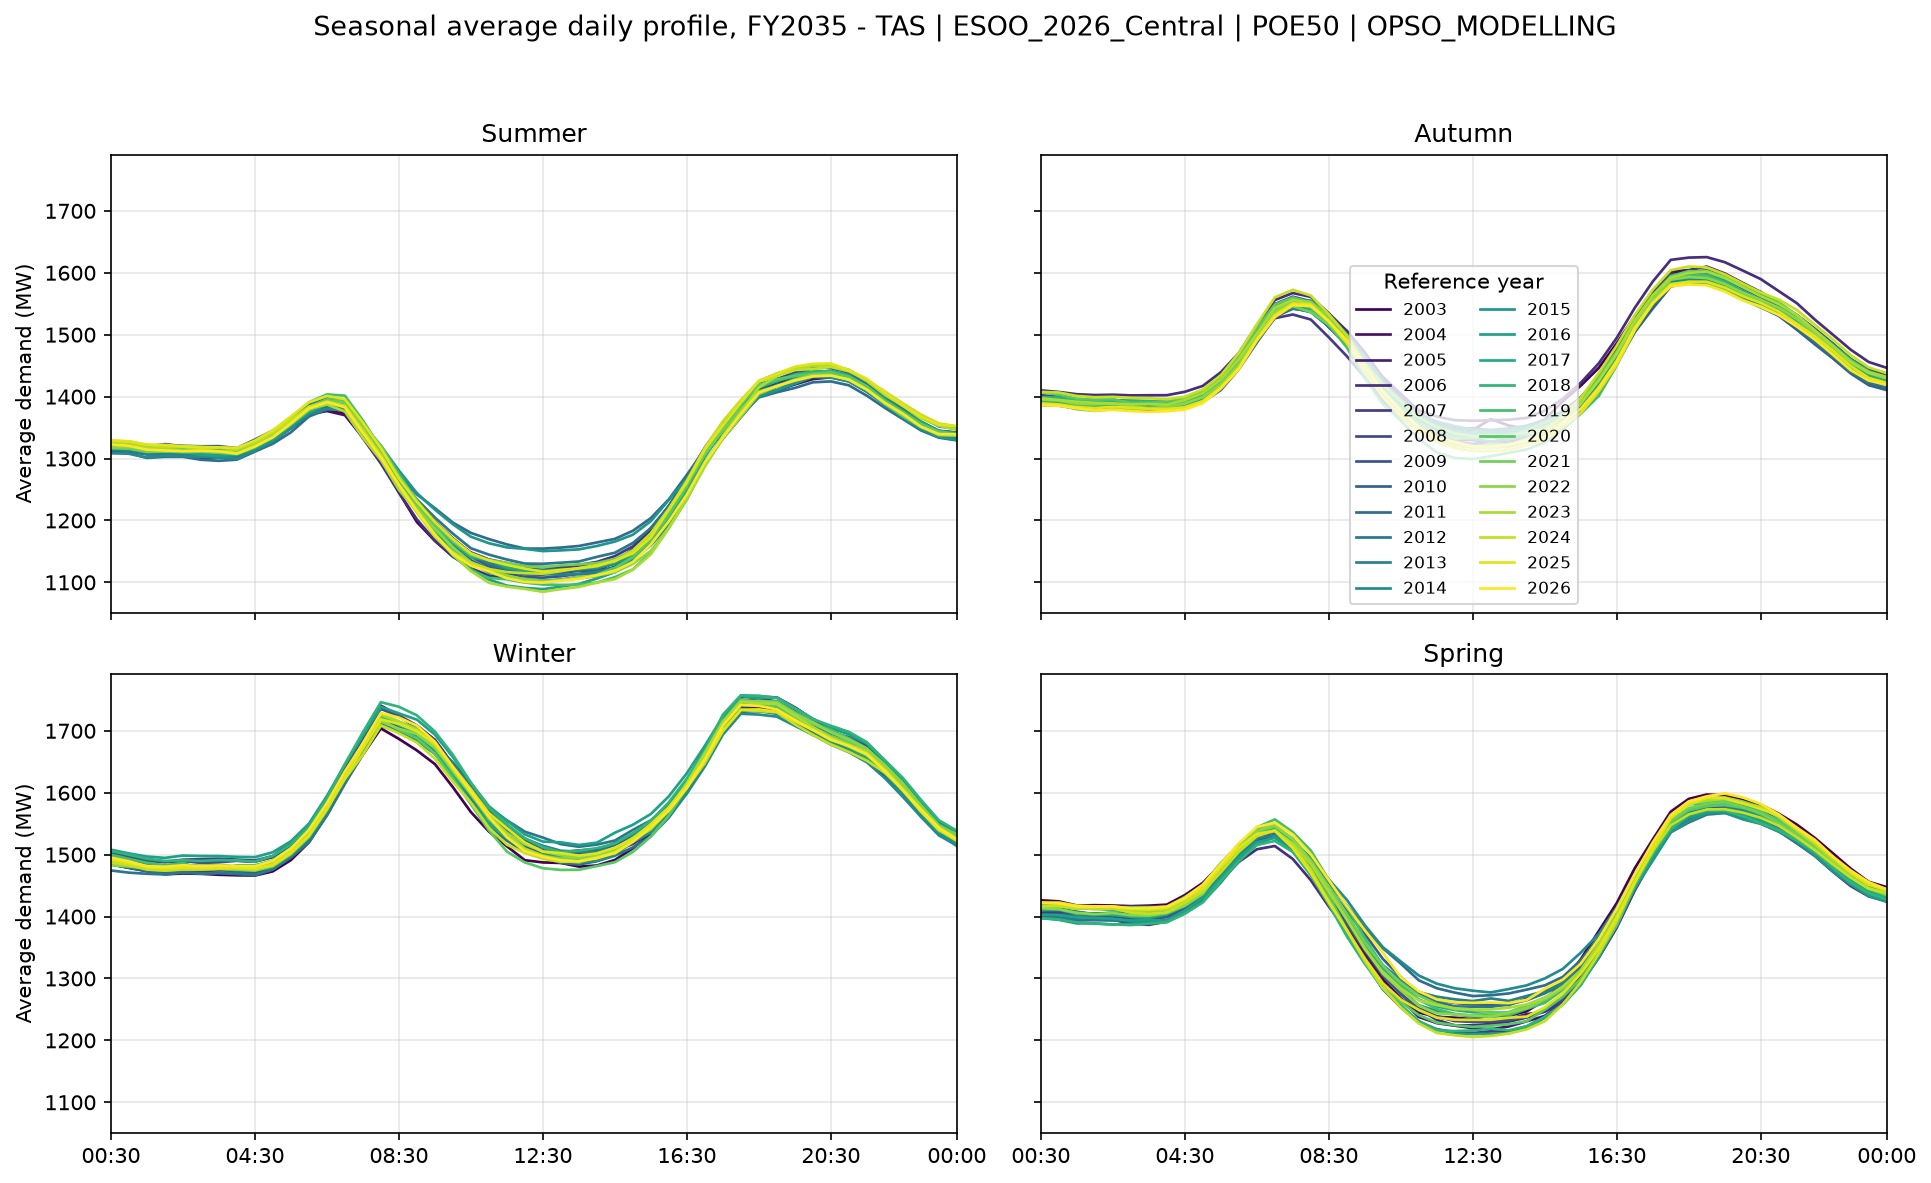 Seasonal average daily profile, FY2035 - TAS | ESOO_2026_Central | POE50 | OPSO_MODELLING
Summer
Average demand (MW)
1700
1600
1500
1400
1300
1200
1100
Autumn
Reference year
2003 2015
2004 2016
2005 2017
2006 2018
2007 2019
2008 2020
2009 2021
2010 2022
2011 2023
2012 2024
2013 2025
2014 2026
Winter
Average demand (MW)
1700
1600
1500
1400
1300
1200
1100
00:30 04:30 08:30 12:30 16:30 20:30 00:00
Spring
00:30 04:30 08:30 12:30 16:30 20:30 00:00